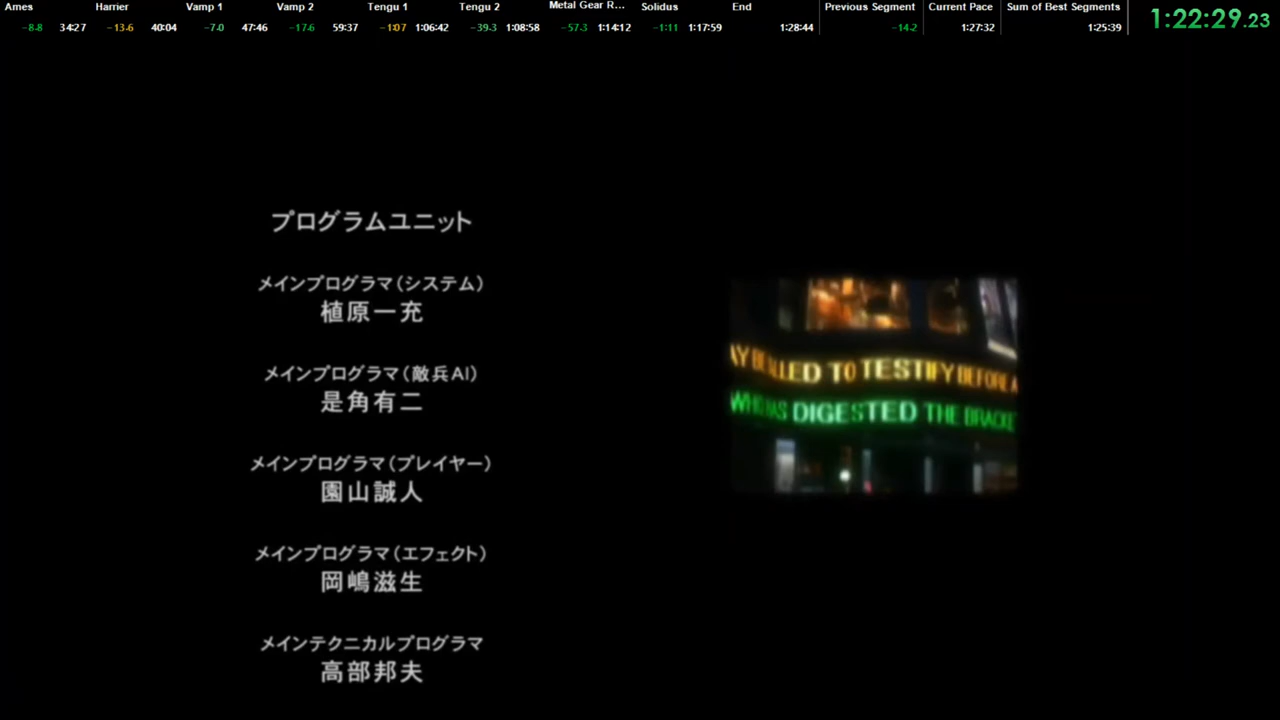 Ames Harrier Vamp 1 Vamp 2 Tengu 1 Tengu 2 Metal Gear R... Solidus End Previous Segment Current Pace Sum of Best Segments
-8.8 34:27 -13.6 40:04 -7.0 47:46 -17.6 59:37 -1:07 1:06:42 -39.3 1:08:58 -57.3 1:14:12 -1:11 1:17:59 1:28:44 -14.2 1:27:32 1:25:39 1:22:29.23
プログラムユニット
メインプログラマ(システム)
植原一充
メインプログラマ(敵兵AI)
是角有二
メインプログラマ(プレイヤー)
園山誠人
メインプログラマ(エフェクト)
岡嶋滋生
メインテクニカルプログラマ
高部邦夫
TO TESTIFY BEFORE A
DIGESTED THE BRACKE